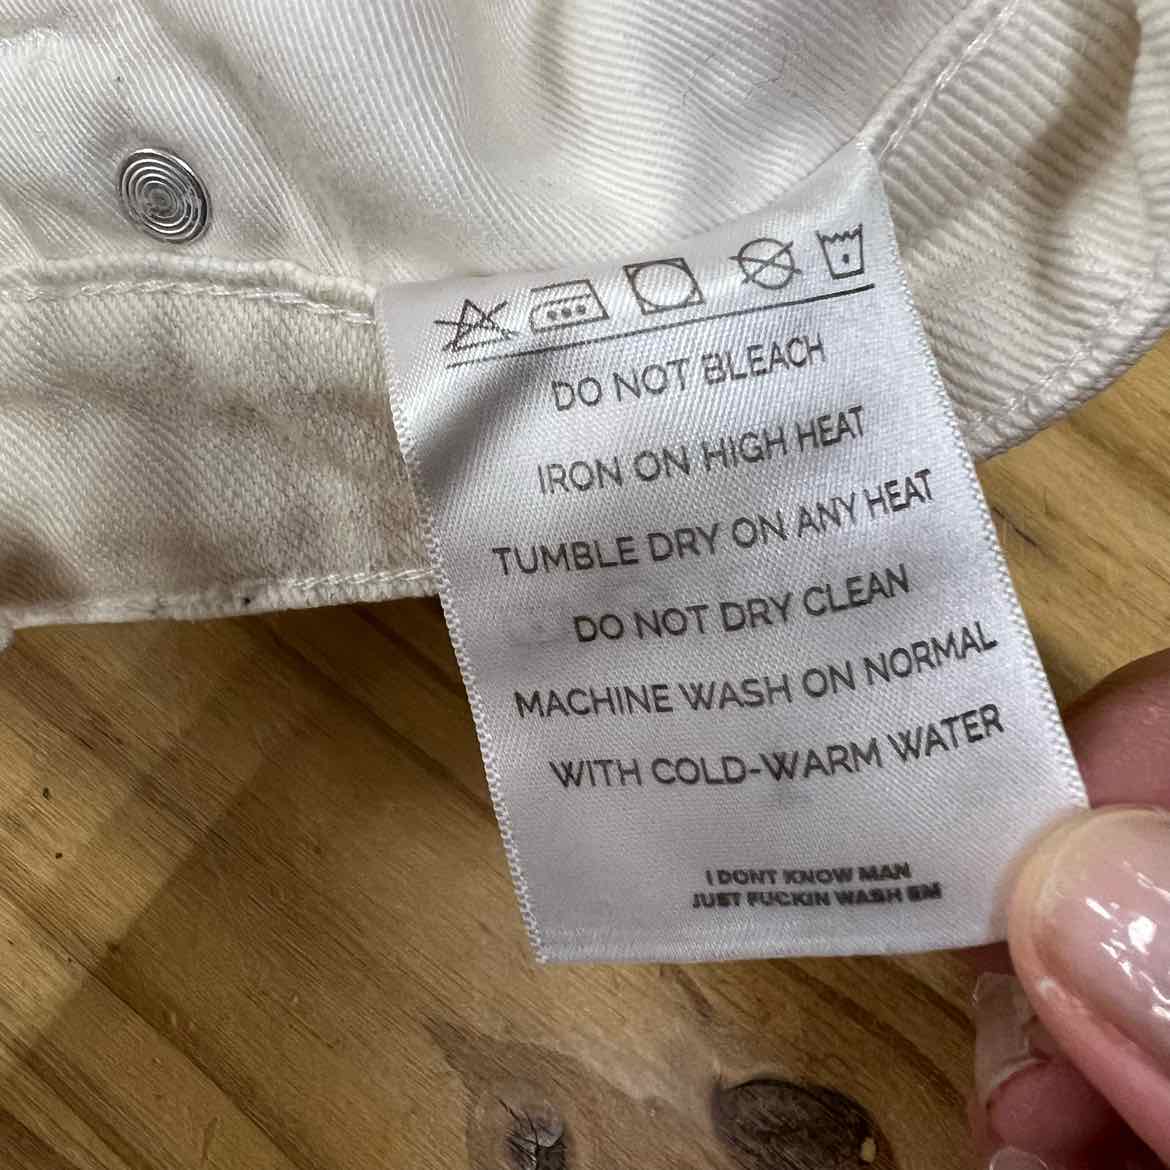 DO NOT BLEACH
IRON ON HIGH HEAT
TUMBLE DRY ON ANY HEAT
DO NOT DRY CLEAN
MACHINE WASH ON NORMAL
WITH COLD-WARM WATER
I DONT KNOW MAN
JUST FUCKIN WASH EM